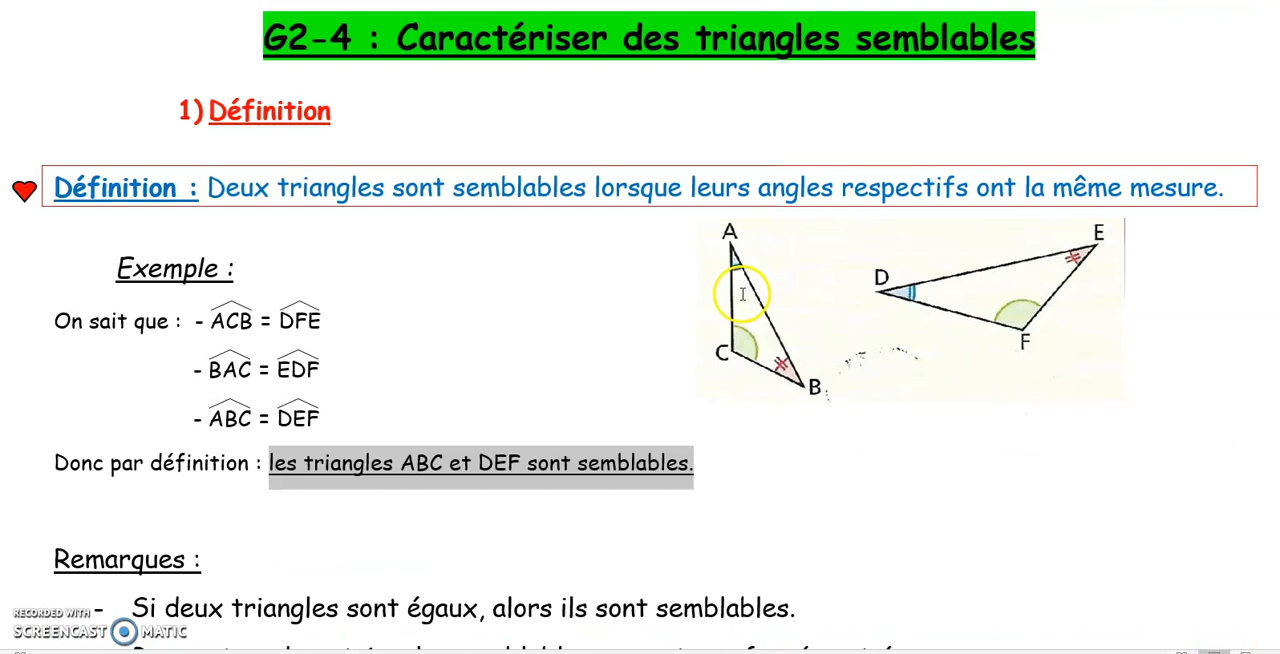 G2-4 : Caractériser des triangles semblables
1) Définition
Définition : Deux triangles sont semblables lorsque leurs angles respectifs ont la même mesure.
Exemple :
A
E
D
On sait que : - ACB = DFE
F
C
- BAC = EDF
B
- ABC = DEF
Donc par définition : les triangles ABC et DEF sont semblables.
Remarques :
- Si deux triangles sont égaux, alors ils sont semblables.
RECORDED WITH
SCREENCAST MATIC